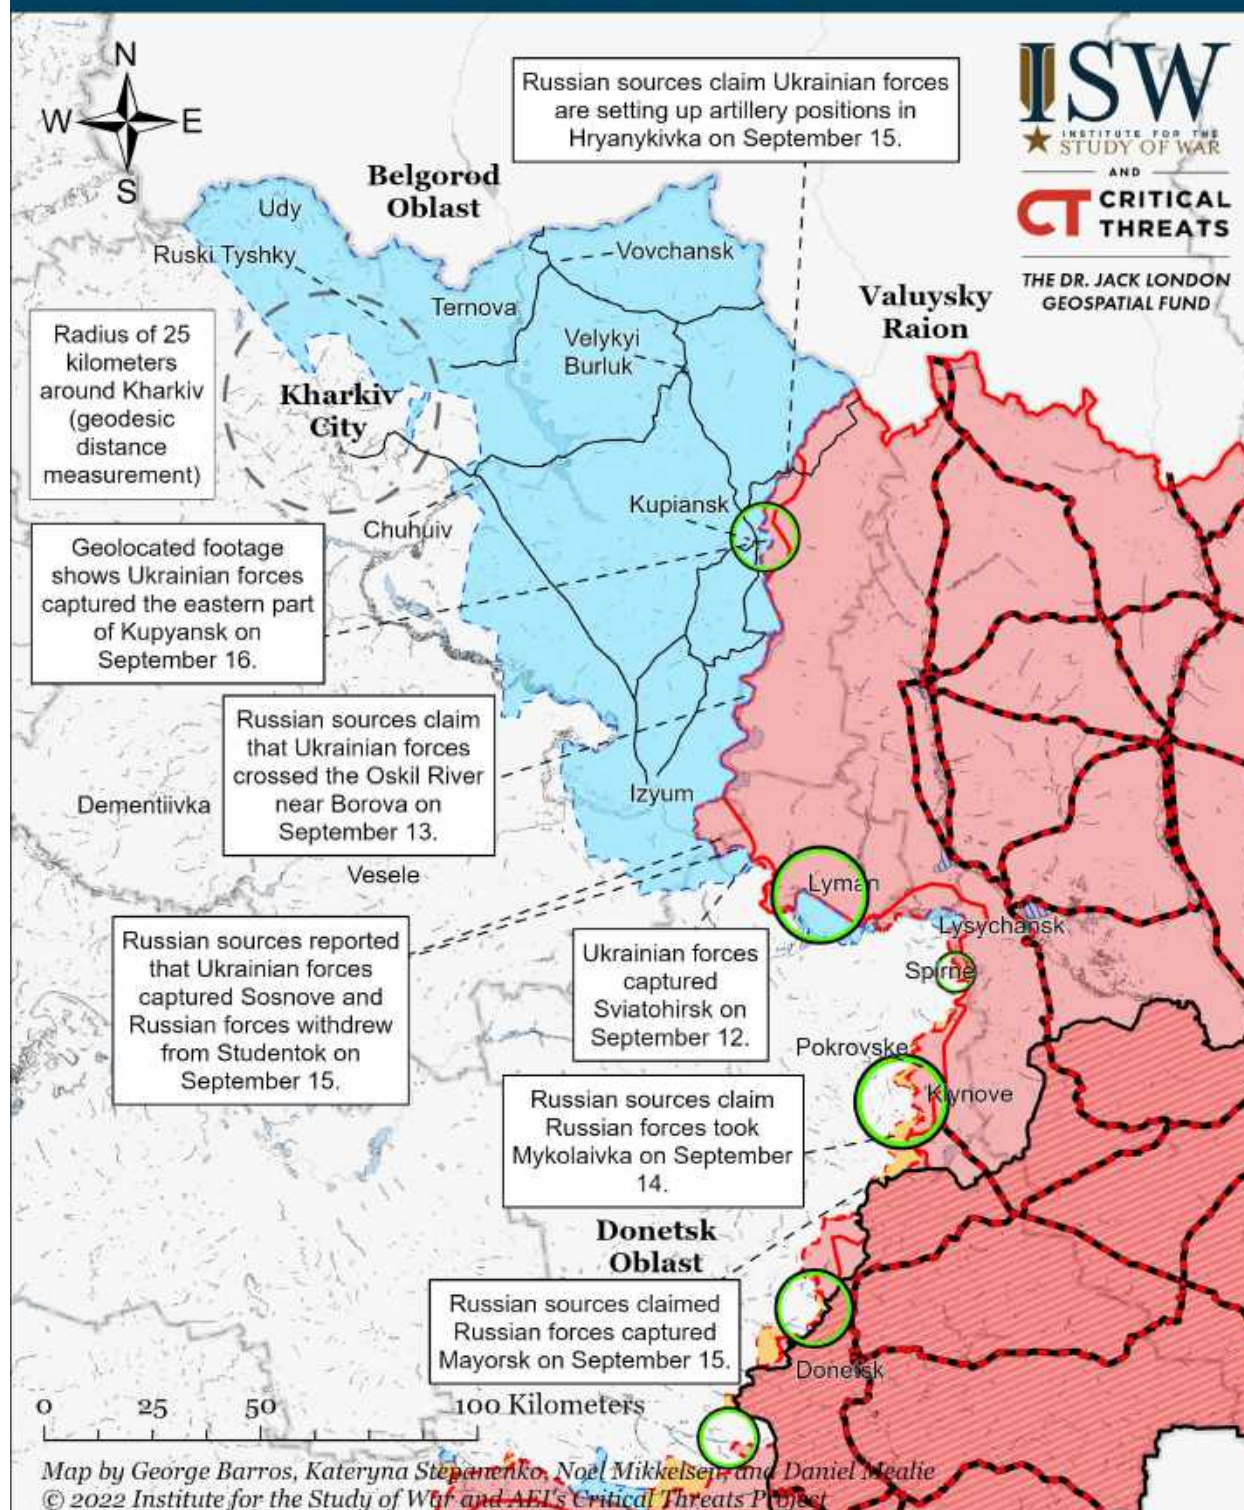 N
W E
S
Russian sources claim Ukrainian forces
are setting up artillery positions in
Hryanykivka on September 15.
ISW
INSTITUTE FOR THE
STUDY OF WAR
AND
CT CRITICAL
THREATS
THE DR. JACK LONDON
GEOSPATIAL FUND
Belgorod
Oblast
Udy
Ruski Tyshky
Vovchansk
Ternova
Valuysky
Raion
Velykyi
Burluk
Radius of 25
kilometers
around Kharkiv
(geodesic
distance
measurement)
Kharkiv
City
Kupiansk
Chuhuiv
Geolocated footage
shows Ukrainian forces
captured the eastern part
of Kupyansk on
September 16.
Russian sources claim
that Ukrainian forces
crossed the Oskil River
near Borova on
September 13.
Izyum
Dementiivka
Vesele
Lyman
Lysychansk
Russian sources reported
that Ukrainian forces
captured Sosnove and
Russian forces withdrew
from Studentok on
September 15.
Ukrainian forces
captured
Sviatohirsk on
September 12.
Spirne
Pokrovske
Klynove
Russian sources claim
Russian forces took
Mykolaivka on September
14.
Donetsk
Oblast
Russian sources claimed
Russian forces captured
Mayorsk on September 15.
Donetsk
0 25 50 100 Kilometers
Map by George Barros, Kateryna Stepanenko, Noel Mikkelsen, and Daniel Mealie
© 2022 Institute for the Study of War and AEI's Critical Threats Project